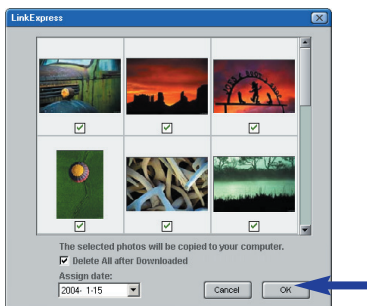 LinkExpress
The selected photos will be copied to your computer.
Delete All after Downloaded
Assign date:
2004- 1-15
Cancel
OK